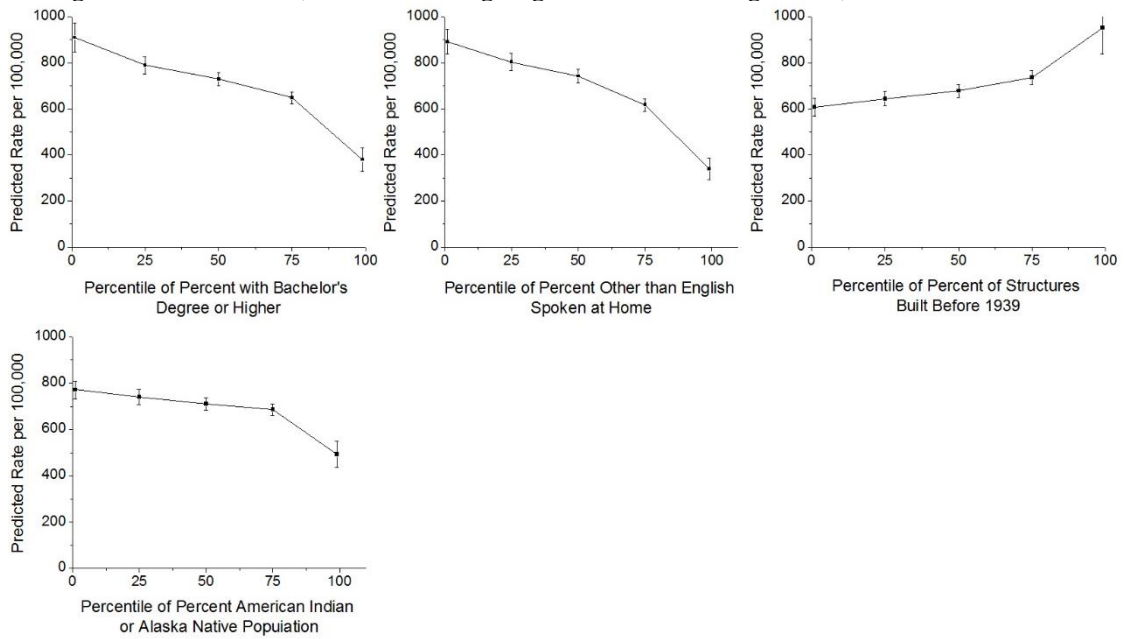 1000
800
600
400
200
0
Predicted Rate per 100,000
0 25 50 75 100
Percentile of Percent with Bachelor's
Degree or Higher
1000
800
600
400
200
0
Predicted Rate per 100,000
0 25 50 75 100
Percentile of Percent Other than English
Spoken at Home
1000
800
600
400
200
0
Predicted Rate per 100,000
0 25 50 75 100
Percentile of Percent of Structures
Built Before 1939
1000
800
600
400
200
0
Predicted Rate per 100,000
0 25 50 75 100
Percentile of Percent American Indian
or Alaska Native Popuiation